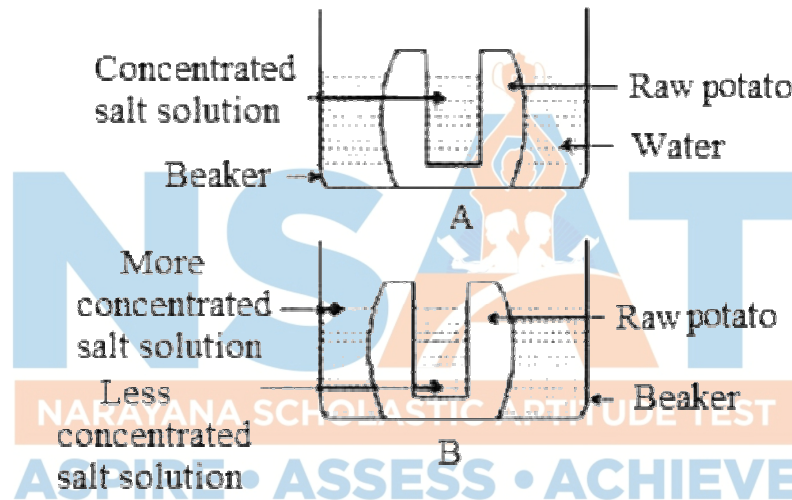 Concentrated
salt solution
Raw potato
Water
Beaker
A
More
concentrated
salt solution
Raw potato
Less
concentrated
salt solution
Beaker
B
NSAT
NARAYANA SCHOLASTIC APTITUDE TEST
ASPIRE • ASSESS • ACHIEVE